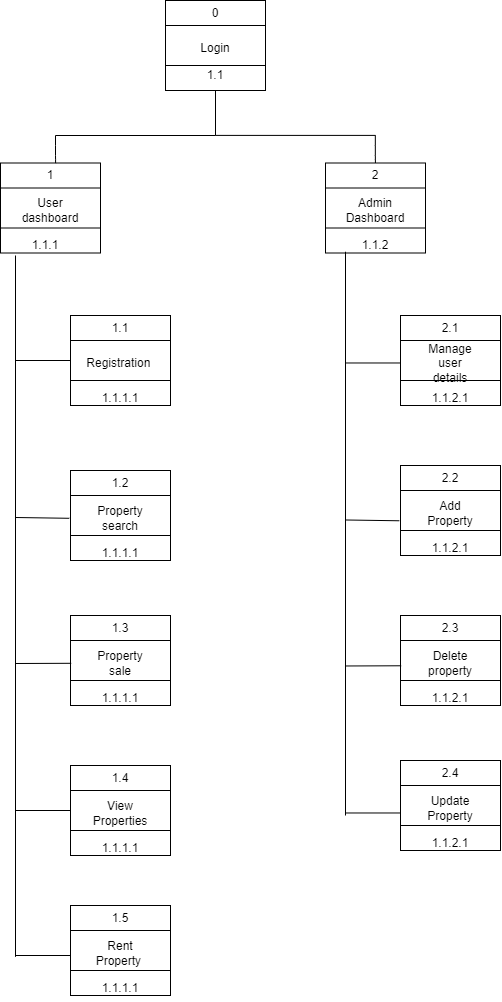 0
Login
1.1
1
User
dashboard
1.1.1
2
Admin
Dashboard
1.1.2
1.1
Registration
1.1.1.1
1.2
Property
search
1.1.1.1
1.3
Property
sale
1.1.1.1
1.4
View
Properties
1.1.1.1
1.5
Rent
Property
1.1.1.1
2.1
Manage
user
details
1.1.2.1
2.2
Add
Property
1.1.2.1
2.3
Delete
property
1.1.2.1
2.4
Update
Property
1.1.2.1